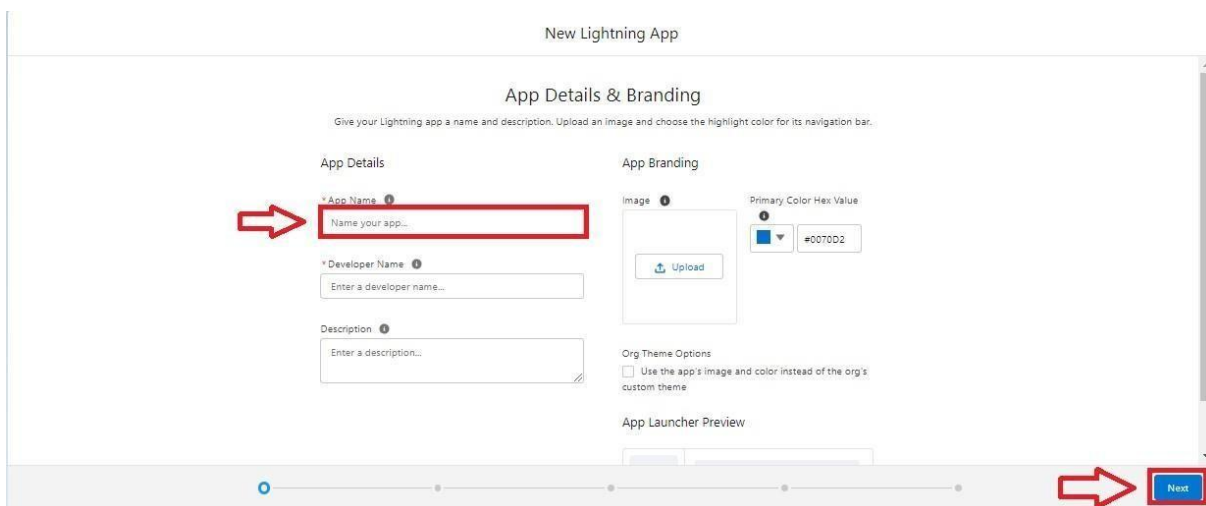 New Lightning App
App Details & Branding
Give your Lightning app a name and description. Upload an image and choose the highlight color for its navigation bar.
App Details
* App Name
Name your app...
* Developer Name
Enter a developer name...
Description
Enter a description...
App Branding
Image
Upload
Primary Color Hex Value
#0070D2
Org Theme Options
Use the app's image and color instead of the org's
custom theme
App Launcher Preview
Next